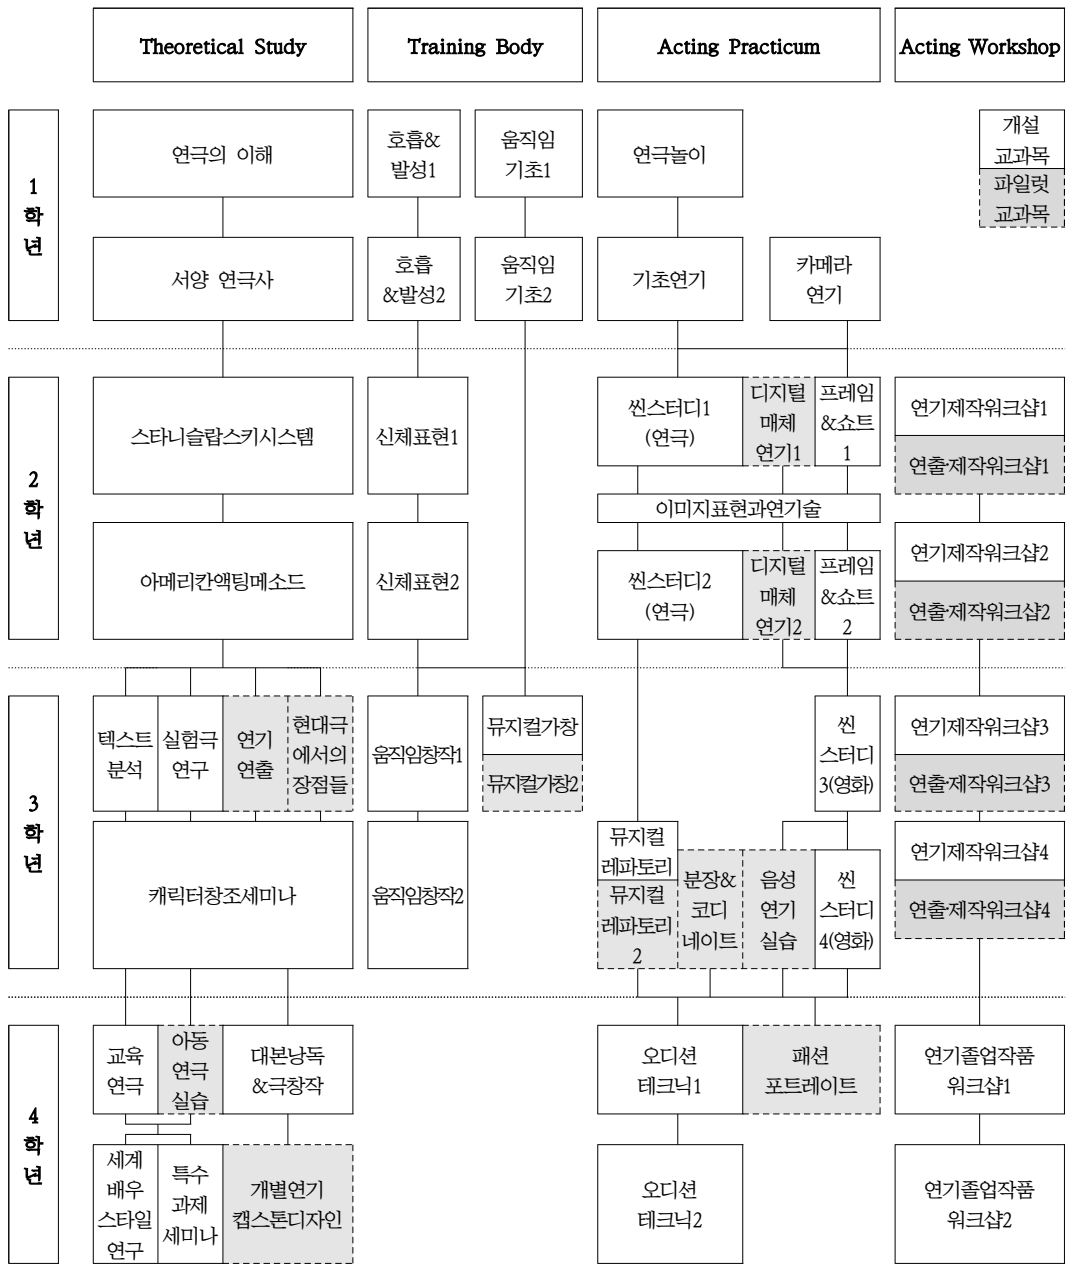 Theoretical Study
Training Body
Acting Practicum
Acting Workshop
1
학
년
연극의 이해
호흡&
발성1
움직임
기초1
연극놀이
개설
교과목
파일럿
교과목
서양 연극사
호흡
&발성2
움직임
기초2
기초연기
카메라
연기
2
학
년
스타니슬랍스키시스템
신체표현1
씬스터디1
(연극)
디지털
매체
연기1
프레임
&쇼트
1
연기제작워크샵1
연출·제작워크샵1
이미지표현과연기술
아메리칸액팅메소드
신체표현2
씬스터디2
(연극)
디지털
매체
연기2
프레임
&쇼트
2
연기제작워크샵2
연출·제작워크샵2
3
학
년
텍스트
분석
실험극
연구
연기
연출
현대극
에서의
장점들
움직임창작1
뮤지컬가창
뮤지컬가창2
씬
스터디
3(영화)
연기제작워크샵3
연출·제작워크샵3
캐릭터창조세미나
움직임창작2
뮤지컬
레파토리
뮤지컬
레파토리
2
분장&
코디
네이트
음성
연기
실습
씬
스터디
4(영화)
연기제작워크샵4
연출·제작워크샵4
4
학
년
교육
연극
아동
연극
실습
대본낭독
&극창작
오디션
테크닉1
패션
포트레이트
연기졸업작품
워크샵1
세계
배우
스타일
연구
특수
과제
세미나
개별연기
캡스톤디자인
오디션
테크닉2
연기졸업작품
워크샵2